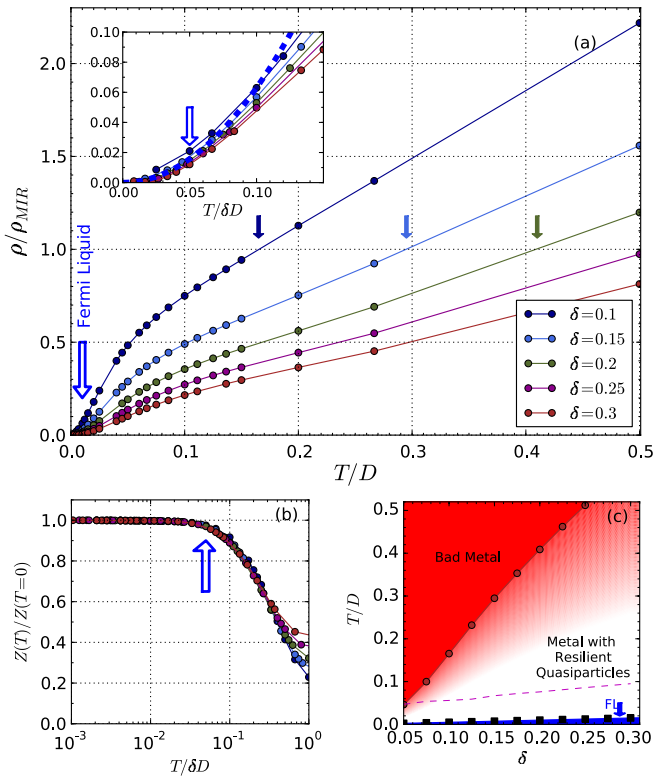 (a)
0.10
0.08
0.06
0.04
0.02
0.00
0.0
0.05
0.10
T/δD
2.0
1.5
1.0
0.5
0.0
ρ/ρ_MIR
Fermi Liquid
δ=0.1
δ=0.15
δ=0.2
δ=0.25
δ=0.3
0.0 0.1 0.2 0.3 0.4 0.5
T/D
(b)
1.0
0.8
0.6
0.4
0.2
0.0
Z(T)/Z(T=0)
10⁻³ 10⁻² 10⁻¹ 10⁰
T/δD
(c)
0.5
0.4
0.3
0.2
0.1
0.0
T/D
Bad Metal
Metal with
Resilient
Quasiparticles
FL
0.05 0.10 0.15 0.20 0.25 0.30
δ